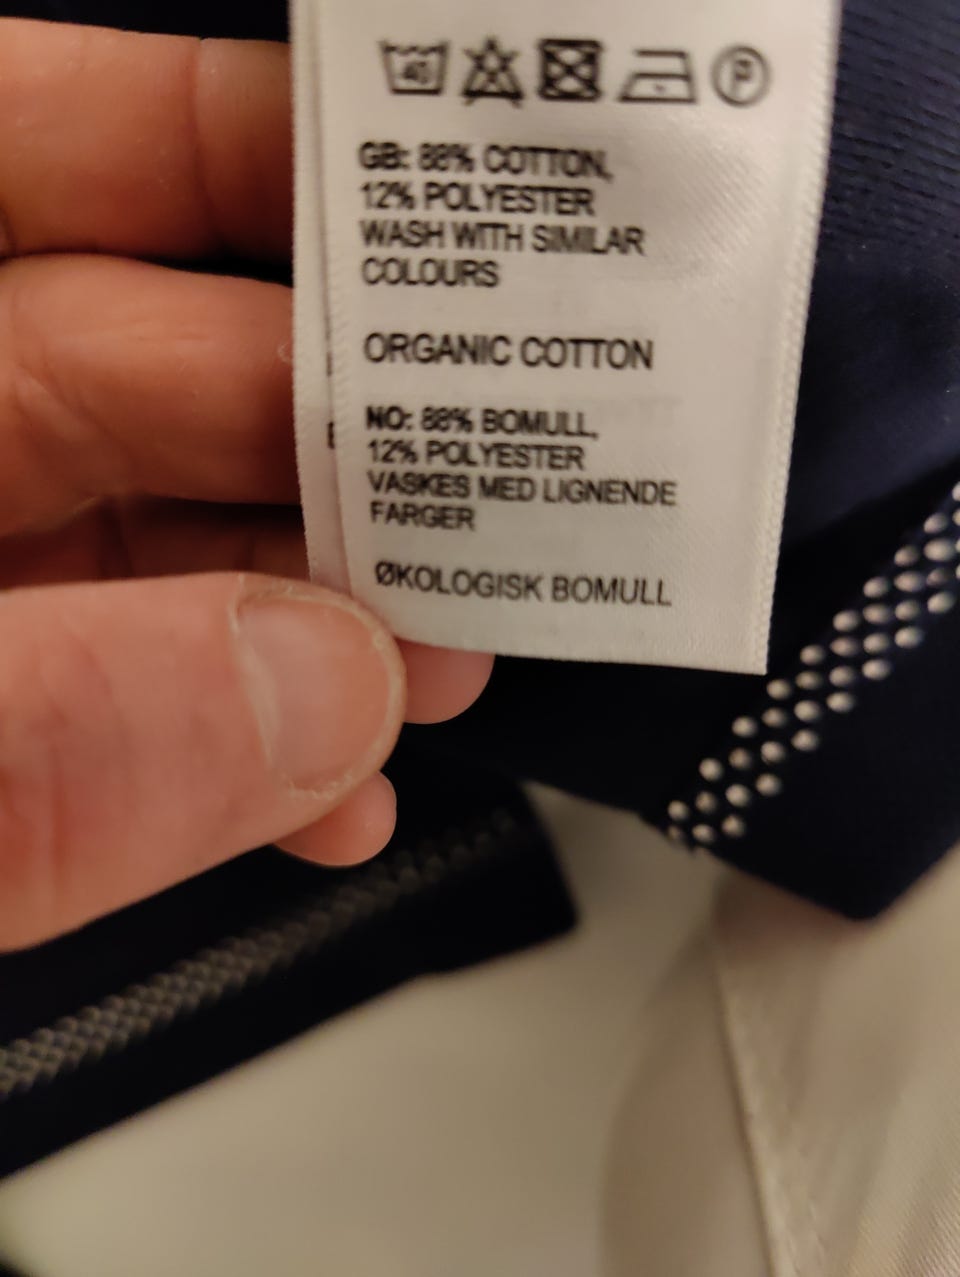 40 P
GB: 88% COTTON,
12% POLYESTER
WASH WITH SIMILAR
COLOURS
ORGANIC COTTON
NO: 88% BOMULL,
12% POLYESTER
VASKES MED LIGNENDE
FARGER
ØKOLOGISK BOMULL